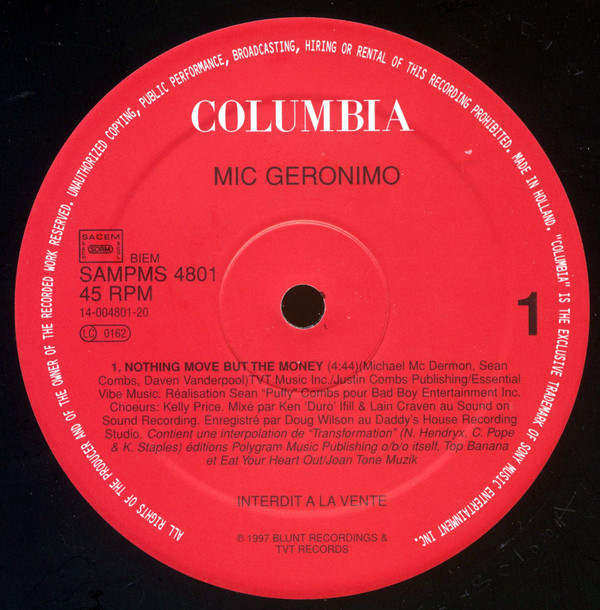 ALL RIGHTS OF THE PRODUCER AND OF THE OWNER OF THE RECORDED WORK RESERVED. UNAUTHORIZED COPYING, PUBLIC PERFORMANCE, BROADCASTING, HIRING OR RENTAL OF THIS RECORDING PROHIBITED. MADE IN HOLLAND. "COLUMBIA" IS THE EXCLUSIVE TRADEMARK OF SONY MUSIC ENTERTAINMENT INC.
COLUMBIA
MIC GERONIMO
SACEM
SDRM
BIEM
SAMPMS 4801
45 RPM
14-004801-20
LC 0162
1
1. NOTHING MOVE BUT THE MONEY (4:44)(Michael Mc Dermon, Sean
Combs, Daven Vanderpool)TVT Music Inc./Justin Combs Publishing/Essential
Vibe Music. Réalisation Sean "Puffy" Combs pour Bad Boy Entertainment Inc.
Choeurs: Kelly Price. Mixé par Ken 'Duro' Ifill & Lain Craven au Sound on
Sound Recording. Enregistré par Doug Wilson au Daddy's House Recording
Studio. Contient une interpolation de "Transformation" (N. Hendryx. C. Pope
& K. Staples) éditions Polygram Music Publishing o/b/o itself, Top Banana
et Eat Your Heart Out/Joan Tone Muzik
INTERDIT A LA VENTE
℗ 1997 BLUNT RECORDINGS &
TVT RECORDS